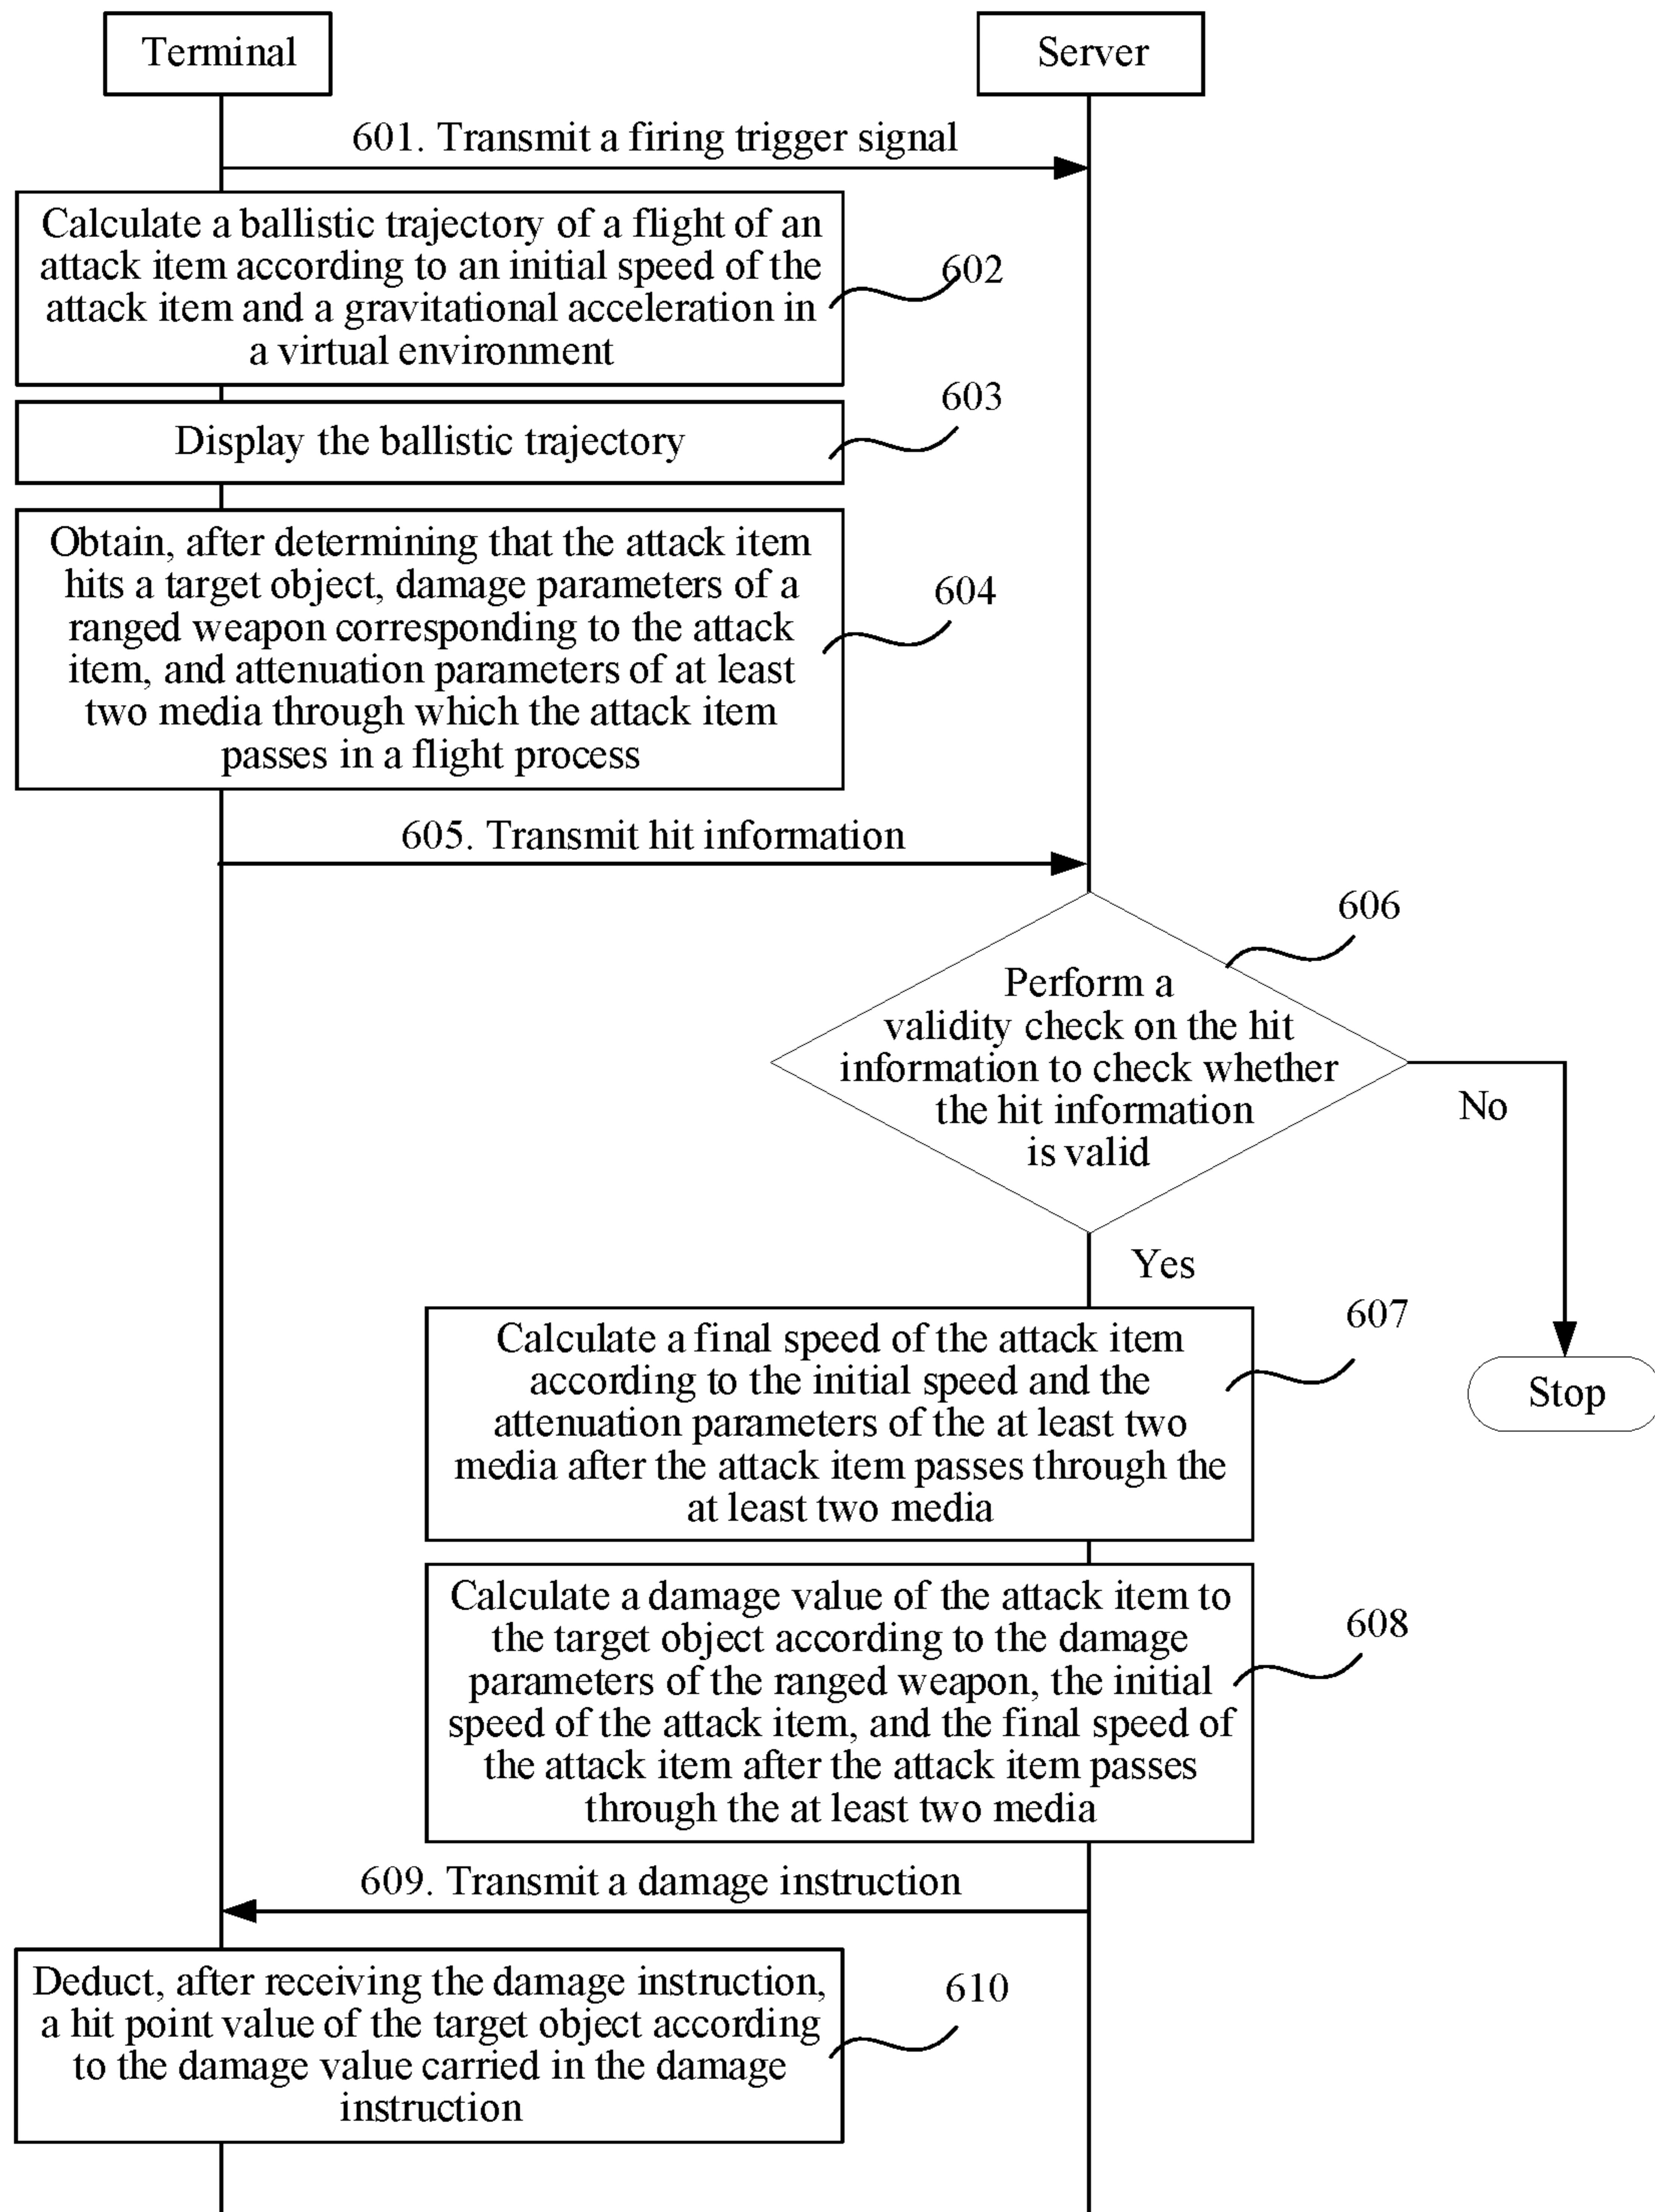 Terminal
Server
601. Transmit a firing trigger signal
Calculate a ballistic trajectory of a flight of an
attack item according to an initial speed of the
attack item and a gravitational acceleration in
a virtual environment
602
603
Display the ballistic trajectory
Obtain, after determining that the attack item
hits a target object, damage parameters of a
ranged weapon corresponding to the attack
item, and attenuation parameters of at least
two media through which the attack item
passes in a flight process
604
605. Transmit hit information
606
Perform a
validity check on the hit
information to check whether
the hit information
is valid
No
Yes
Calculate a final speed of the attack item
according to the initial speed and the
attenuation parameters of the at least two
media after the attack item passes through the
at least two media
607
Stop
Calculate a damage value of the attack item to
the target object according to the damage
parameters of the ranged weapon, the initial
speed of the attack item, and the final speed of
the attack item after the attack item passes
through the at least two media
608
609. Transmit a damage instruction
Deduct, after receiving the damage instruction,
a hit point value of the target object according
to the damage value carried in the damage
instruction
610